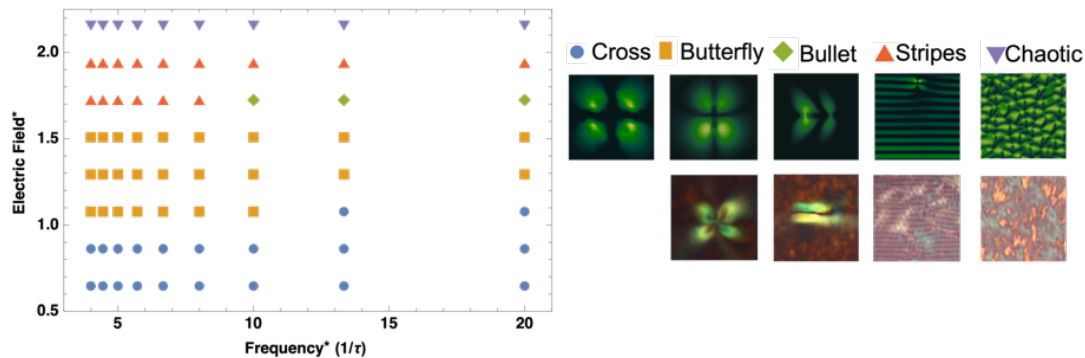 Cross Butterfly Bullet Stripes Chaotic
2.0
1.5
1.0
0.5
Electric Field*
5 10 15 20
Frequency* (1/τ)